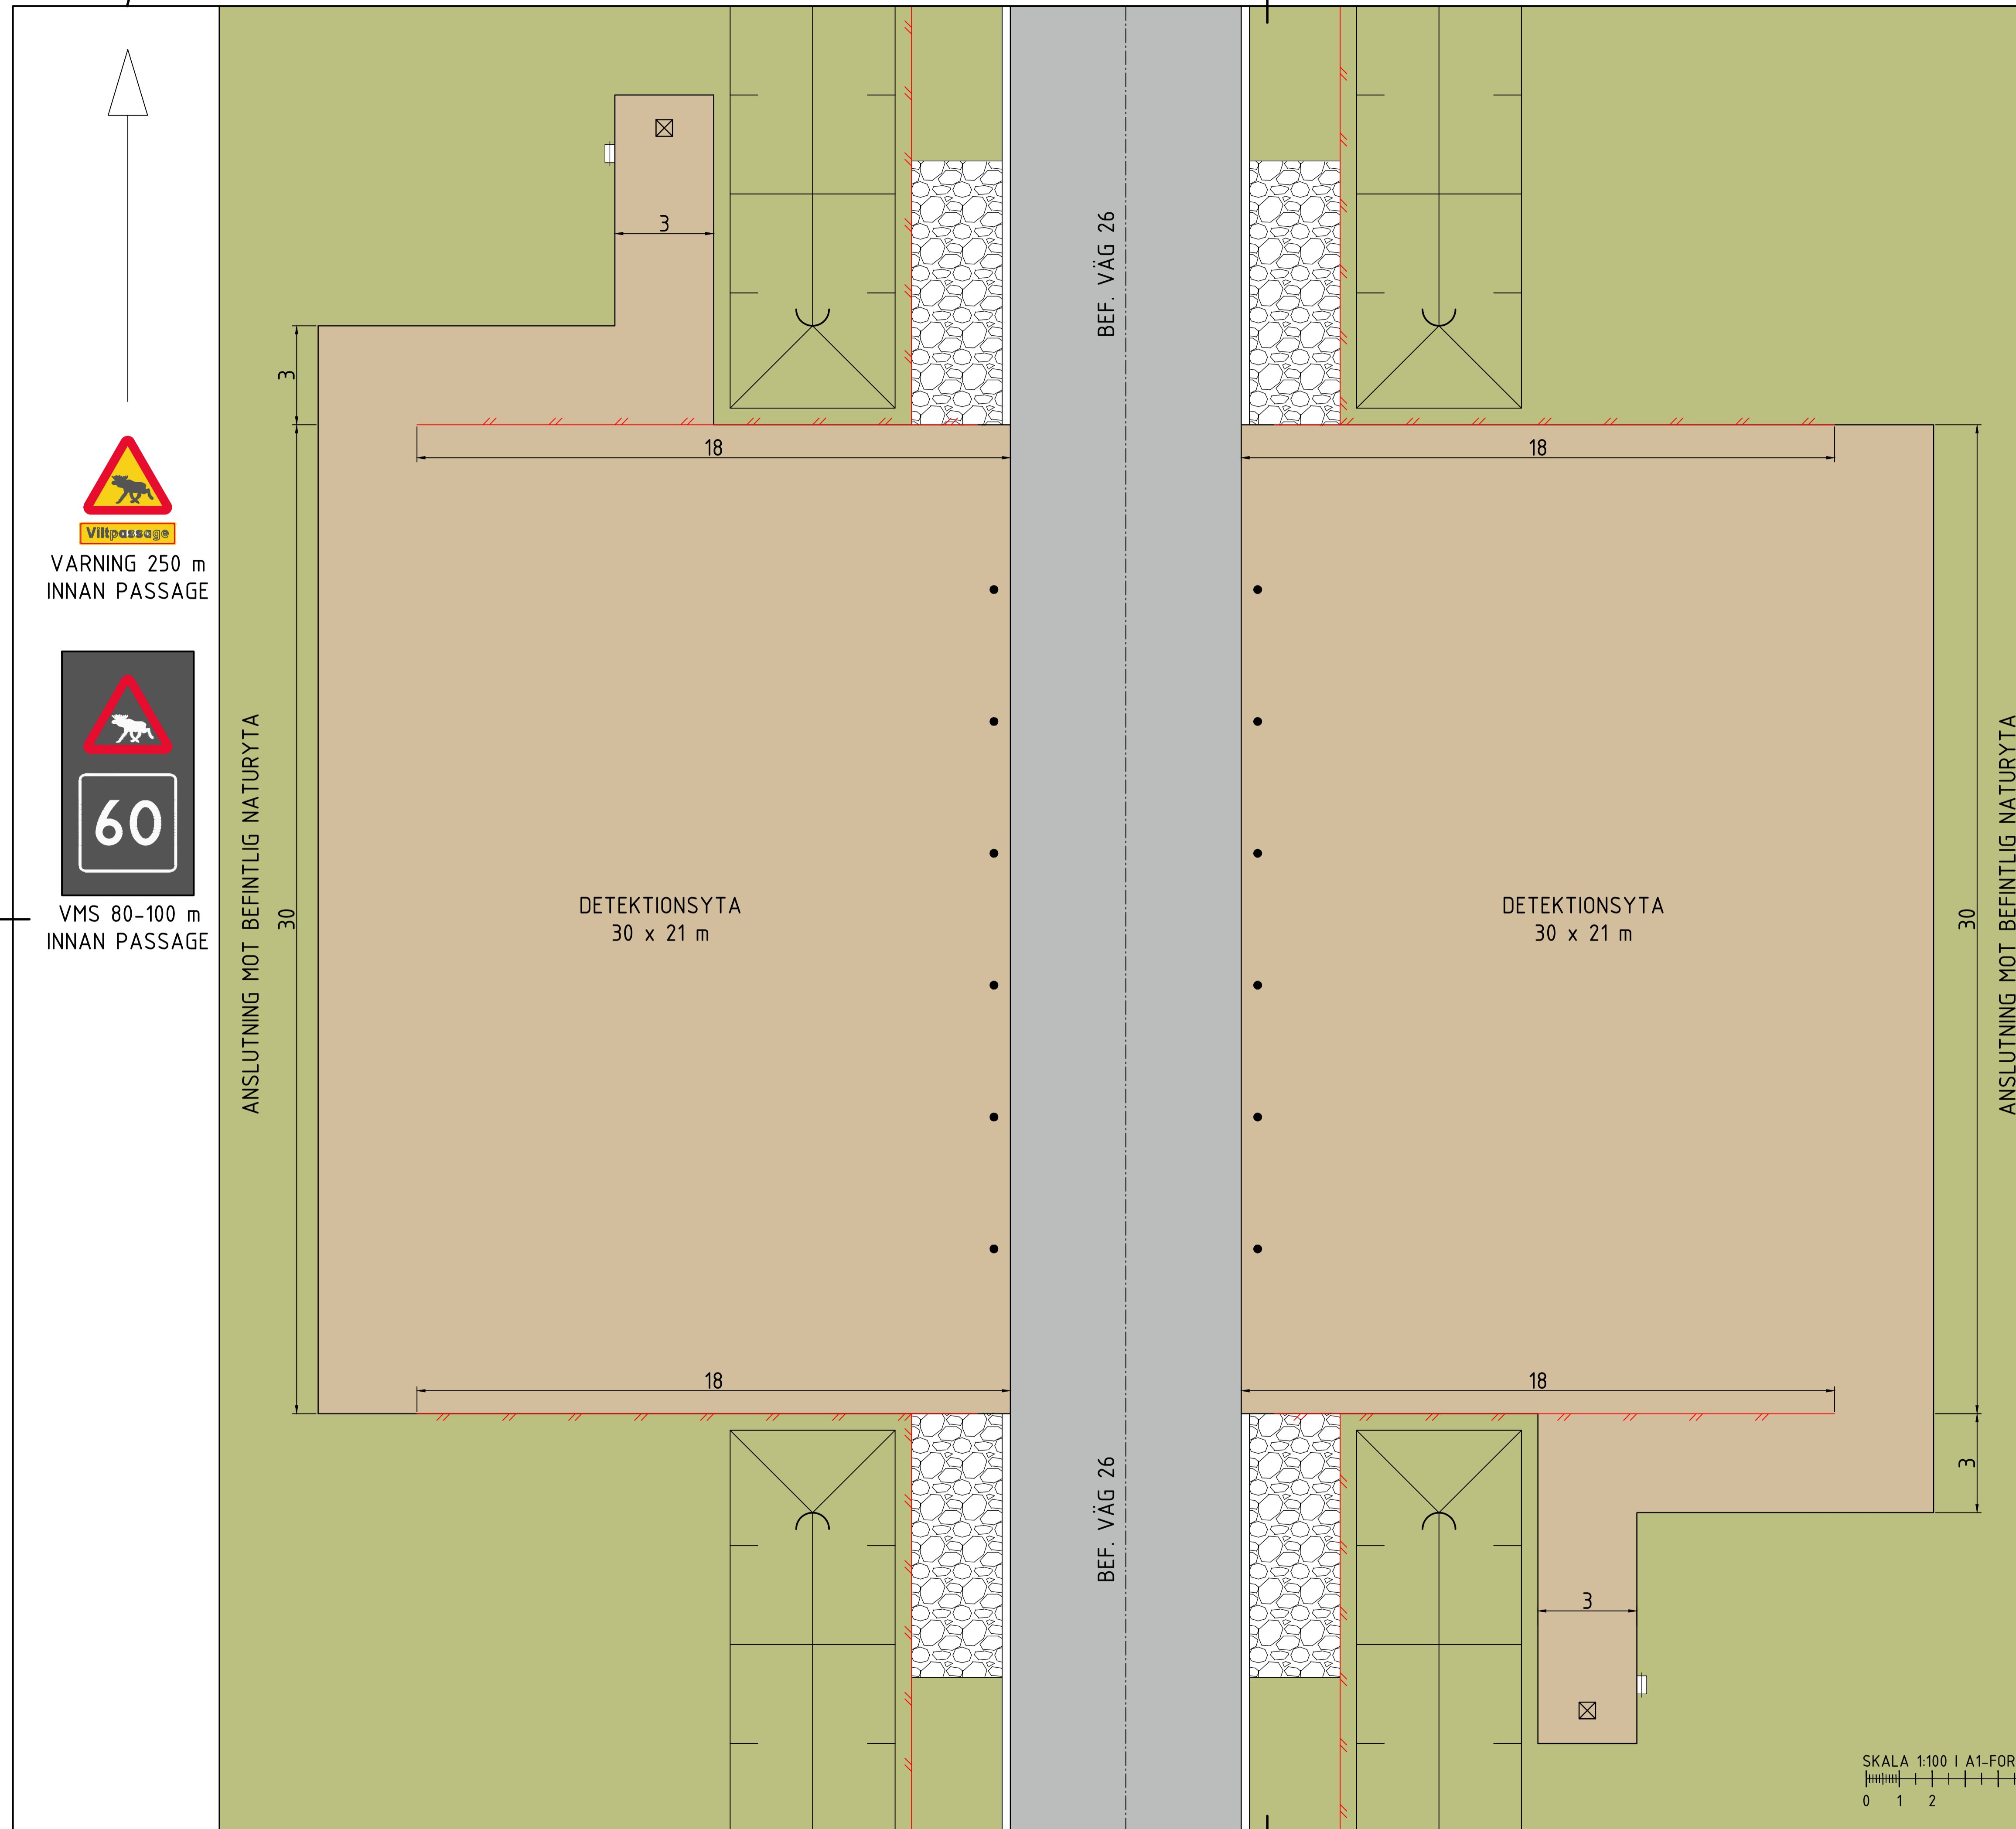 Viltpassage
VARNING 250 m
INNAN PASSAGE
60
VMS 80-100 m
INNAN PASSAGE
ANSLUTNING MOT BEFINTLIG NATURYTA
3
30
3
18
DETEKTIONSYTA
30 x 21 m
18
BEF. VÄG 26
BEF. VÄG 26
18
DETEKTIONSYTA
30 x 21 m
18
3
30
3
ANSLUTNING MOT BEFINTLIG NATURYTA
SKALA 1:100 I A1-FOR
0 1 2